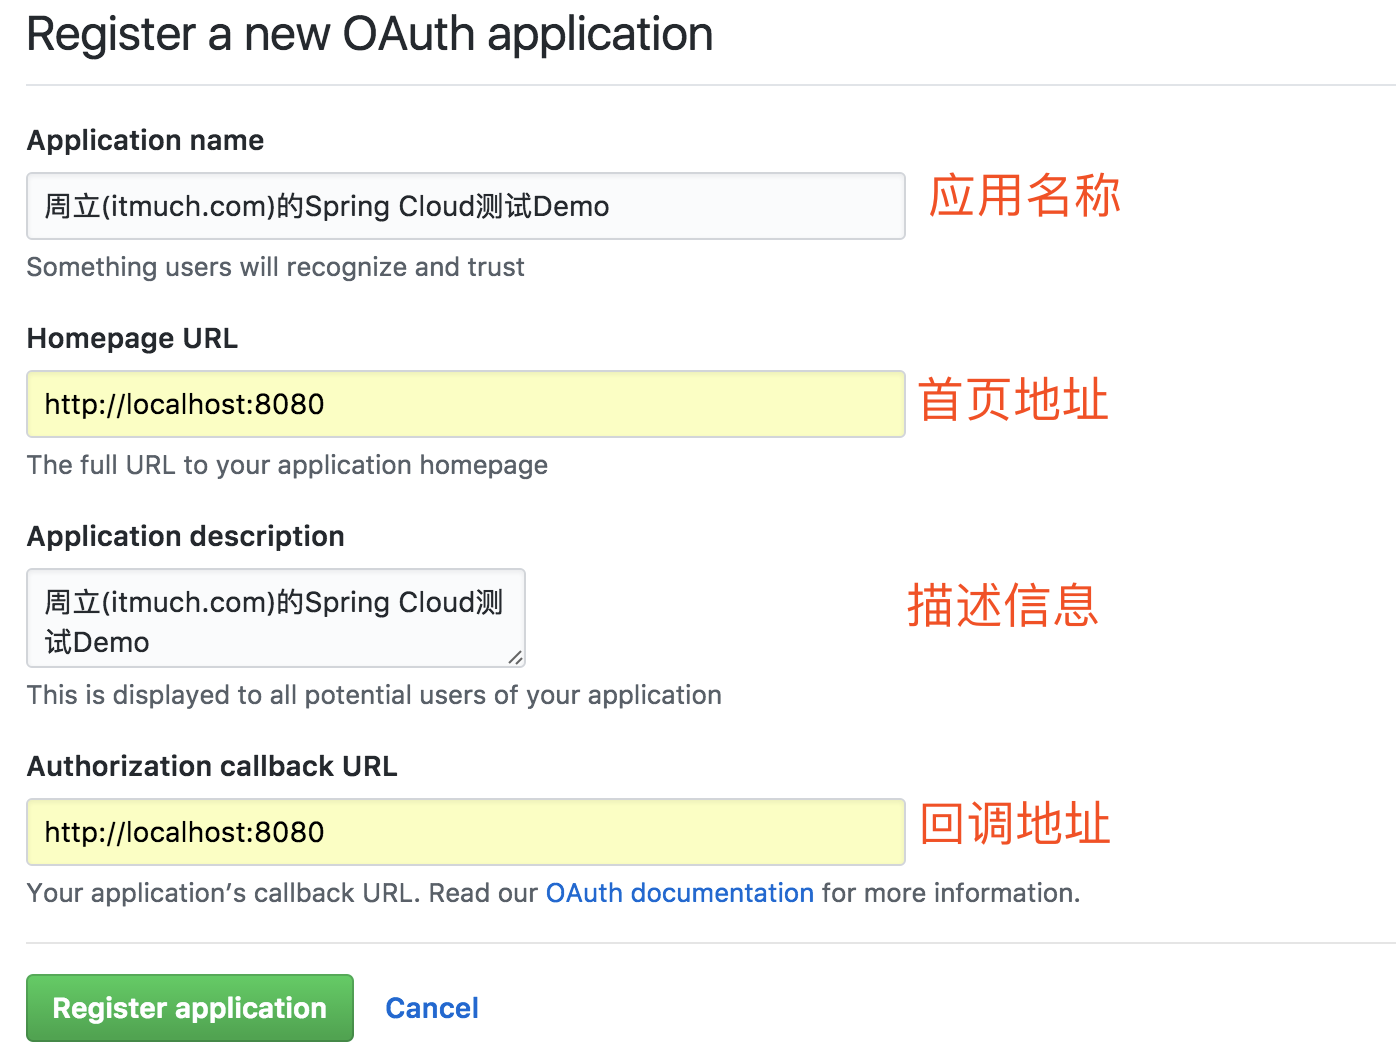 Register a new OAuth application
Application name
周立(itmuch.com)的Spring Cloud测试Demo
应用名称
Something users will recognize and trust
Homepage URL
http://localhost:8080
首页地址
The full URL to your application homepage
Application description
周立(itmuch.com)的Spring Cloud测
试Demo
描述信息
This is displayed to all potential users of your application
Authorization callback URL
http://localhost:8080
回调地址
Your application’s callback URL. Read our OAuth documentation for more information.
Register application
Cancel